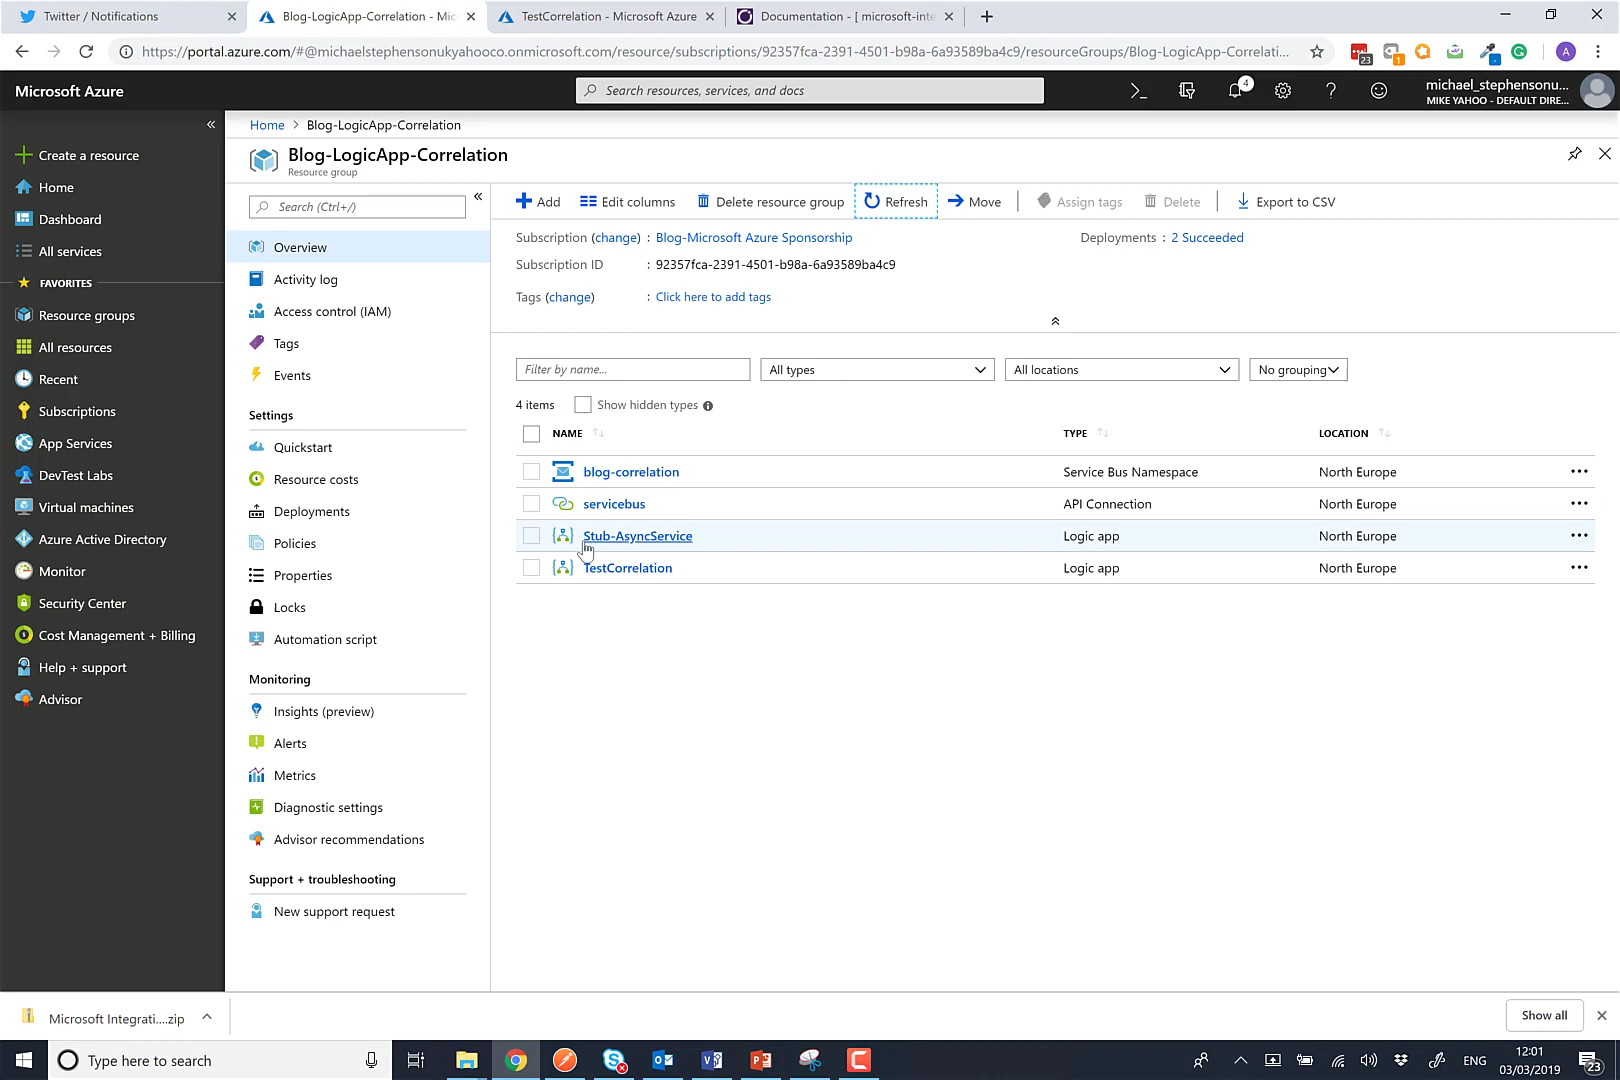 Twitter / Notifications
Blog-LogicApp-Correlation - Mic
TestCorrelation - Microsoft Azure
Documentation - [ microsoft-inte
https://portal.azure.com/#@michaelstephensonukyahooco.onmicrosoft.com/resource/subscriptions/92357fca-2391-4501-b98a-6a93589ba4c9/resourceGroups/Blog-LogicApp-Correlati...
23
1
A
Microsoft Azure
Search resources, services, and docs
4
michael_stephensonu...
MIKE YAHOO - DEFAULT DIRE...
Create a resource
Home
Dashboard
All services
FAVORITES
Resource groups
All resources
Recent
Subscriptions
App Services
DevTest Labs
Virtual machines
Azure Active Directory
Monitor
Security Center
Cost Management + Billing
Help + support
Advisor
Home > Blog-LogicApp-Correlation
Blog-LogicApp-Correlation
Resource group
Search (Ctrl+/)
Overview
Activity log
Access control (IAM)
Tags
Events
Settings
Quickstart
Resource costs
Deployments
Policies
Properties
Locks
Automation script
Monitoring
Insights (preview)
Alerts
Metrics
Diagnostic settings
Advisor recommendations
Support + troubleshooting
New support request
Add
Edit columns
Delete resource group
Refresh
Move
Assign tags
Delete
Export to CSV
Subscription (change) : Blog-Microsoft Azure Sponsorship
Deployments : 2 Succeeded
Subscription ID : 92357fca-2391-4501-b98a-6a93589ba4c9
Tags (change) : Click here to add tags
Filter by name...
All types
All locations
No grouping
4 items
Show hidden types
NAME TYPE LOCATION
blog-correlation Service Bus Namespace North Europe
servicebus API Connection North Europe
Stub-AsyncService Logic app North Europe
TestCorrelation Logic app North Europe
Microsoft Integrati....zip
Show all
Type here to search
ENG
12:01
03/03/2019
23